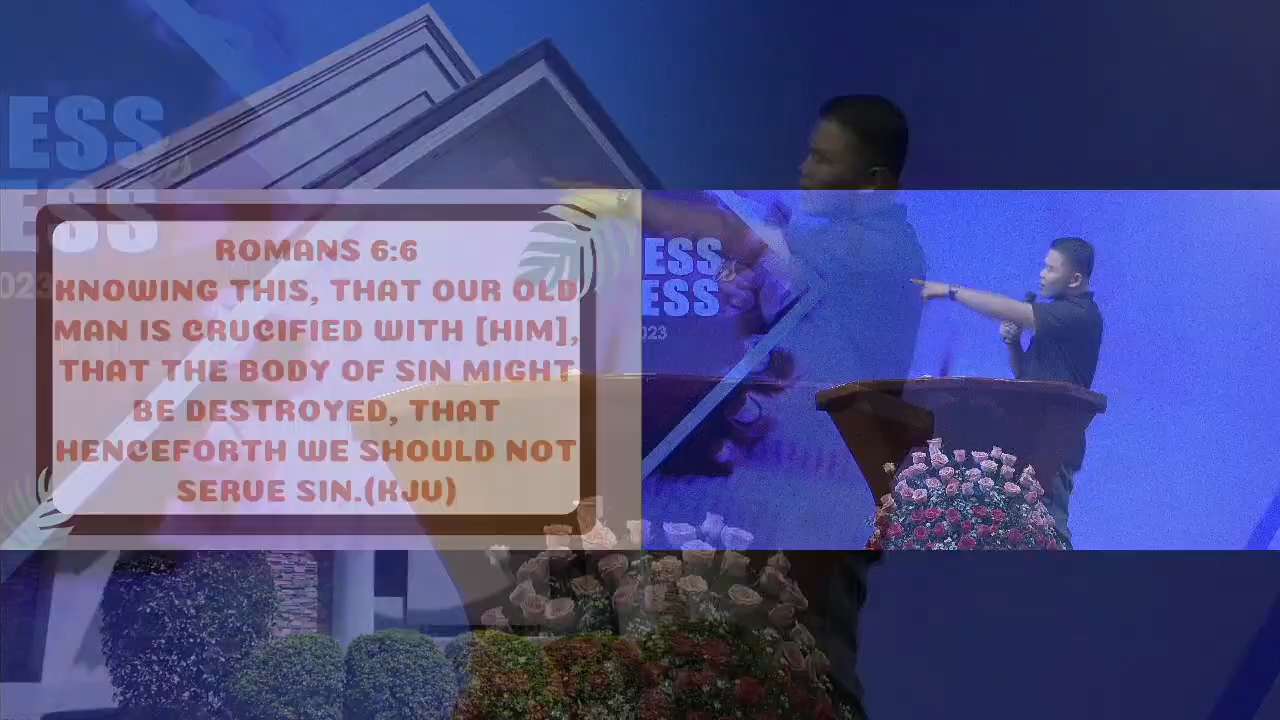 ESS
ESS
023
ROMANS 6:6
KNOWING THIS, THAT OUR OLD
MAN IS CRUCIFIED WITH [HIM],
THAT THE BODY OF SIN MIGHT
BE DESTROYED, THAT
HENCEFORTH WE SHOULD NOT
SERVE SIN.(KJV)
ESS
ESS
023